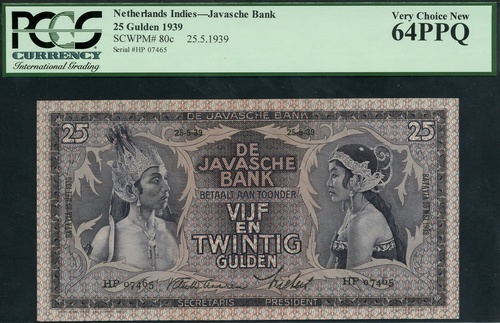 PCGS
CURRENCY
International Grading
Netherlands Indies—Javasche Bank
25 Gulden 1939
SCWPM# 80c 25.5.1939
Serial #HP 07465
Very Choice New
64PPQ
DE JAVASCHE BANK
25
25-5-39
25-5-39
25
DE
JAVASCHE
BANK
BETAALT AAN TOONDER
VIJF
EN
TWINTIG
GULDEN
HP 07465
HP 07465
SECRETARIS
PRESIDENT